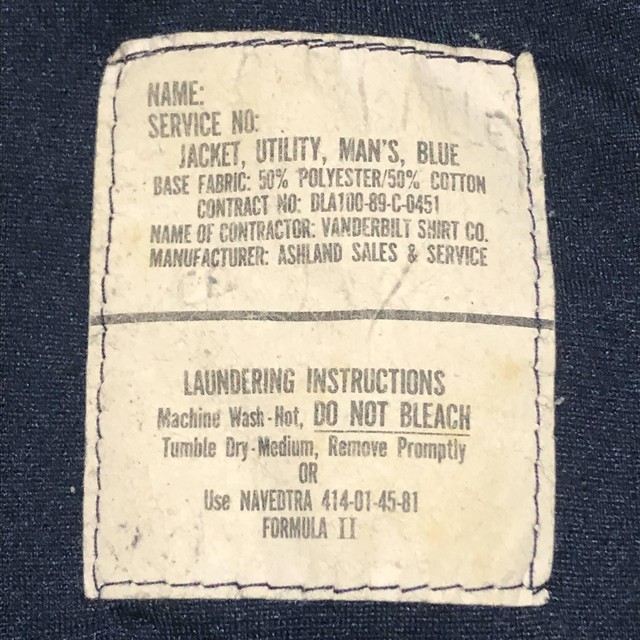 NAME:
SERVICE NO:
JACKET, UTILITY, MAN'S, BLUE
BASE FABRIC: 50% POLYESTER/50% COTTON
CONTRACT NO: DLA100-89-C-0451
NAME OF CONTRACTOR: VANDERBILT SHIRT CO.
MANUFACTURER: ASHLAND SALES & SERVICE
LAUNDERING INSTRUCTIONS
Machine Wash-Hot, DO NOT BLEACH
Tumble Dry-Medium, Remove Promptly
OR
Use NAVEDTRA 414-01-45-81
FORMULA II